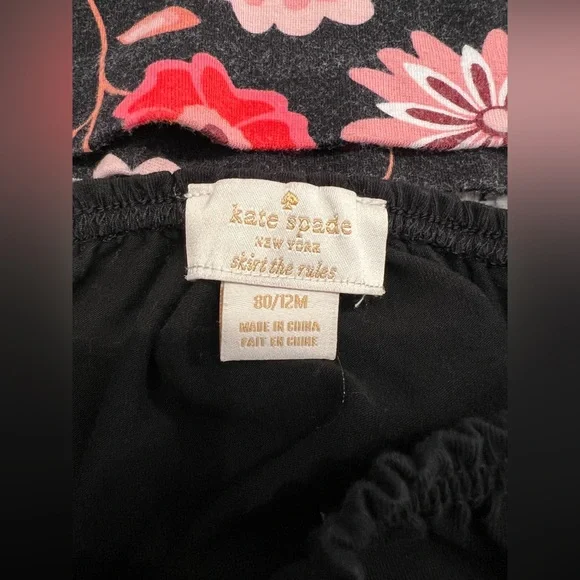 kate spade
NEW YORK
skirt the rules
80/12M
MADE IN CHINA
FAIT EN CHINE